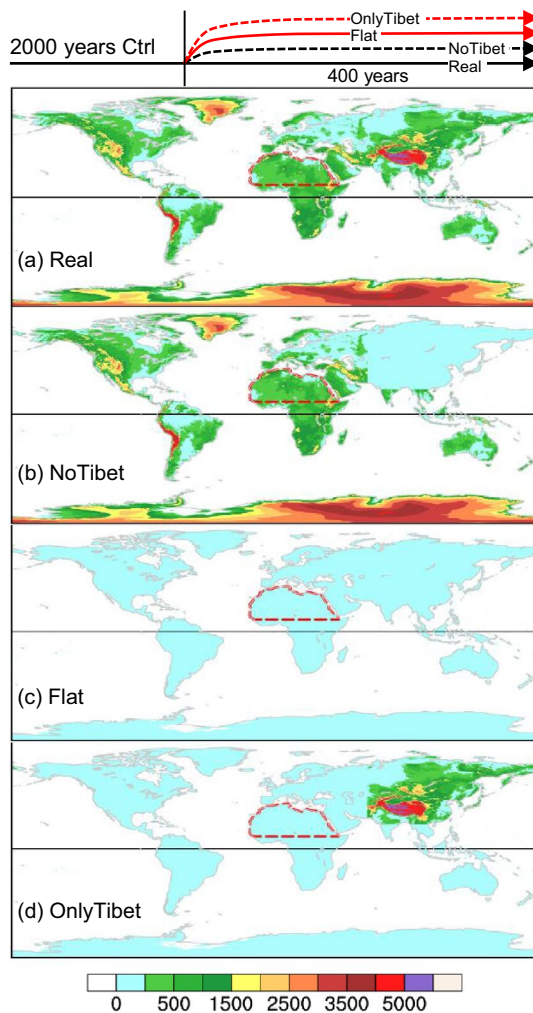 OnlyTibet
Flat
2000 years Ctrl
NoTibet
Real
400 years
(a) Real
(b) NoTibet
(c) Flat
(d) OnlyTibet
0 500 1500 2500 3500 5000